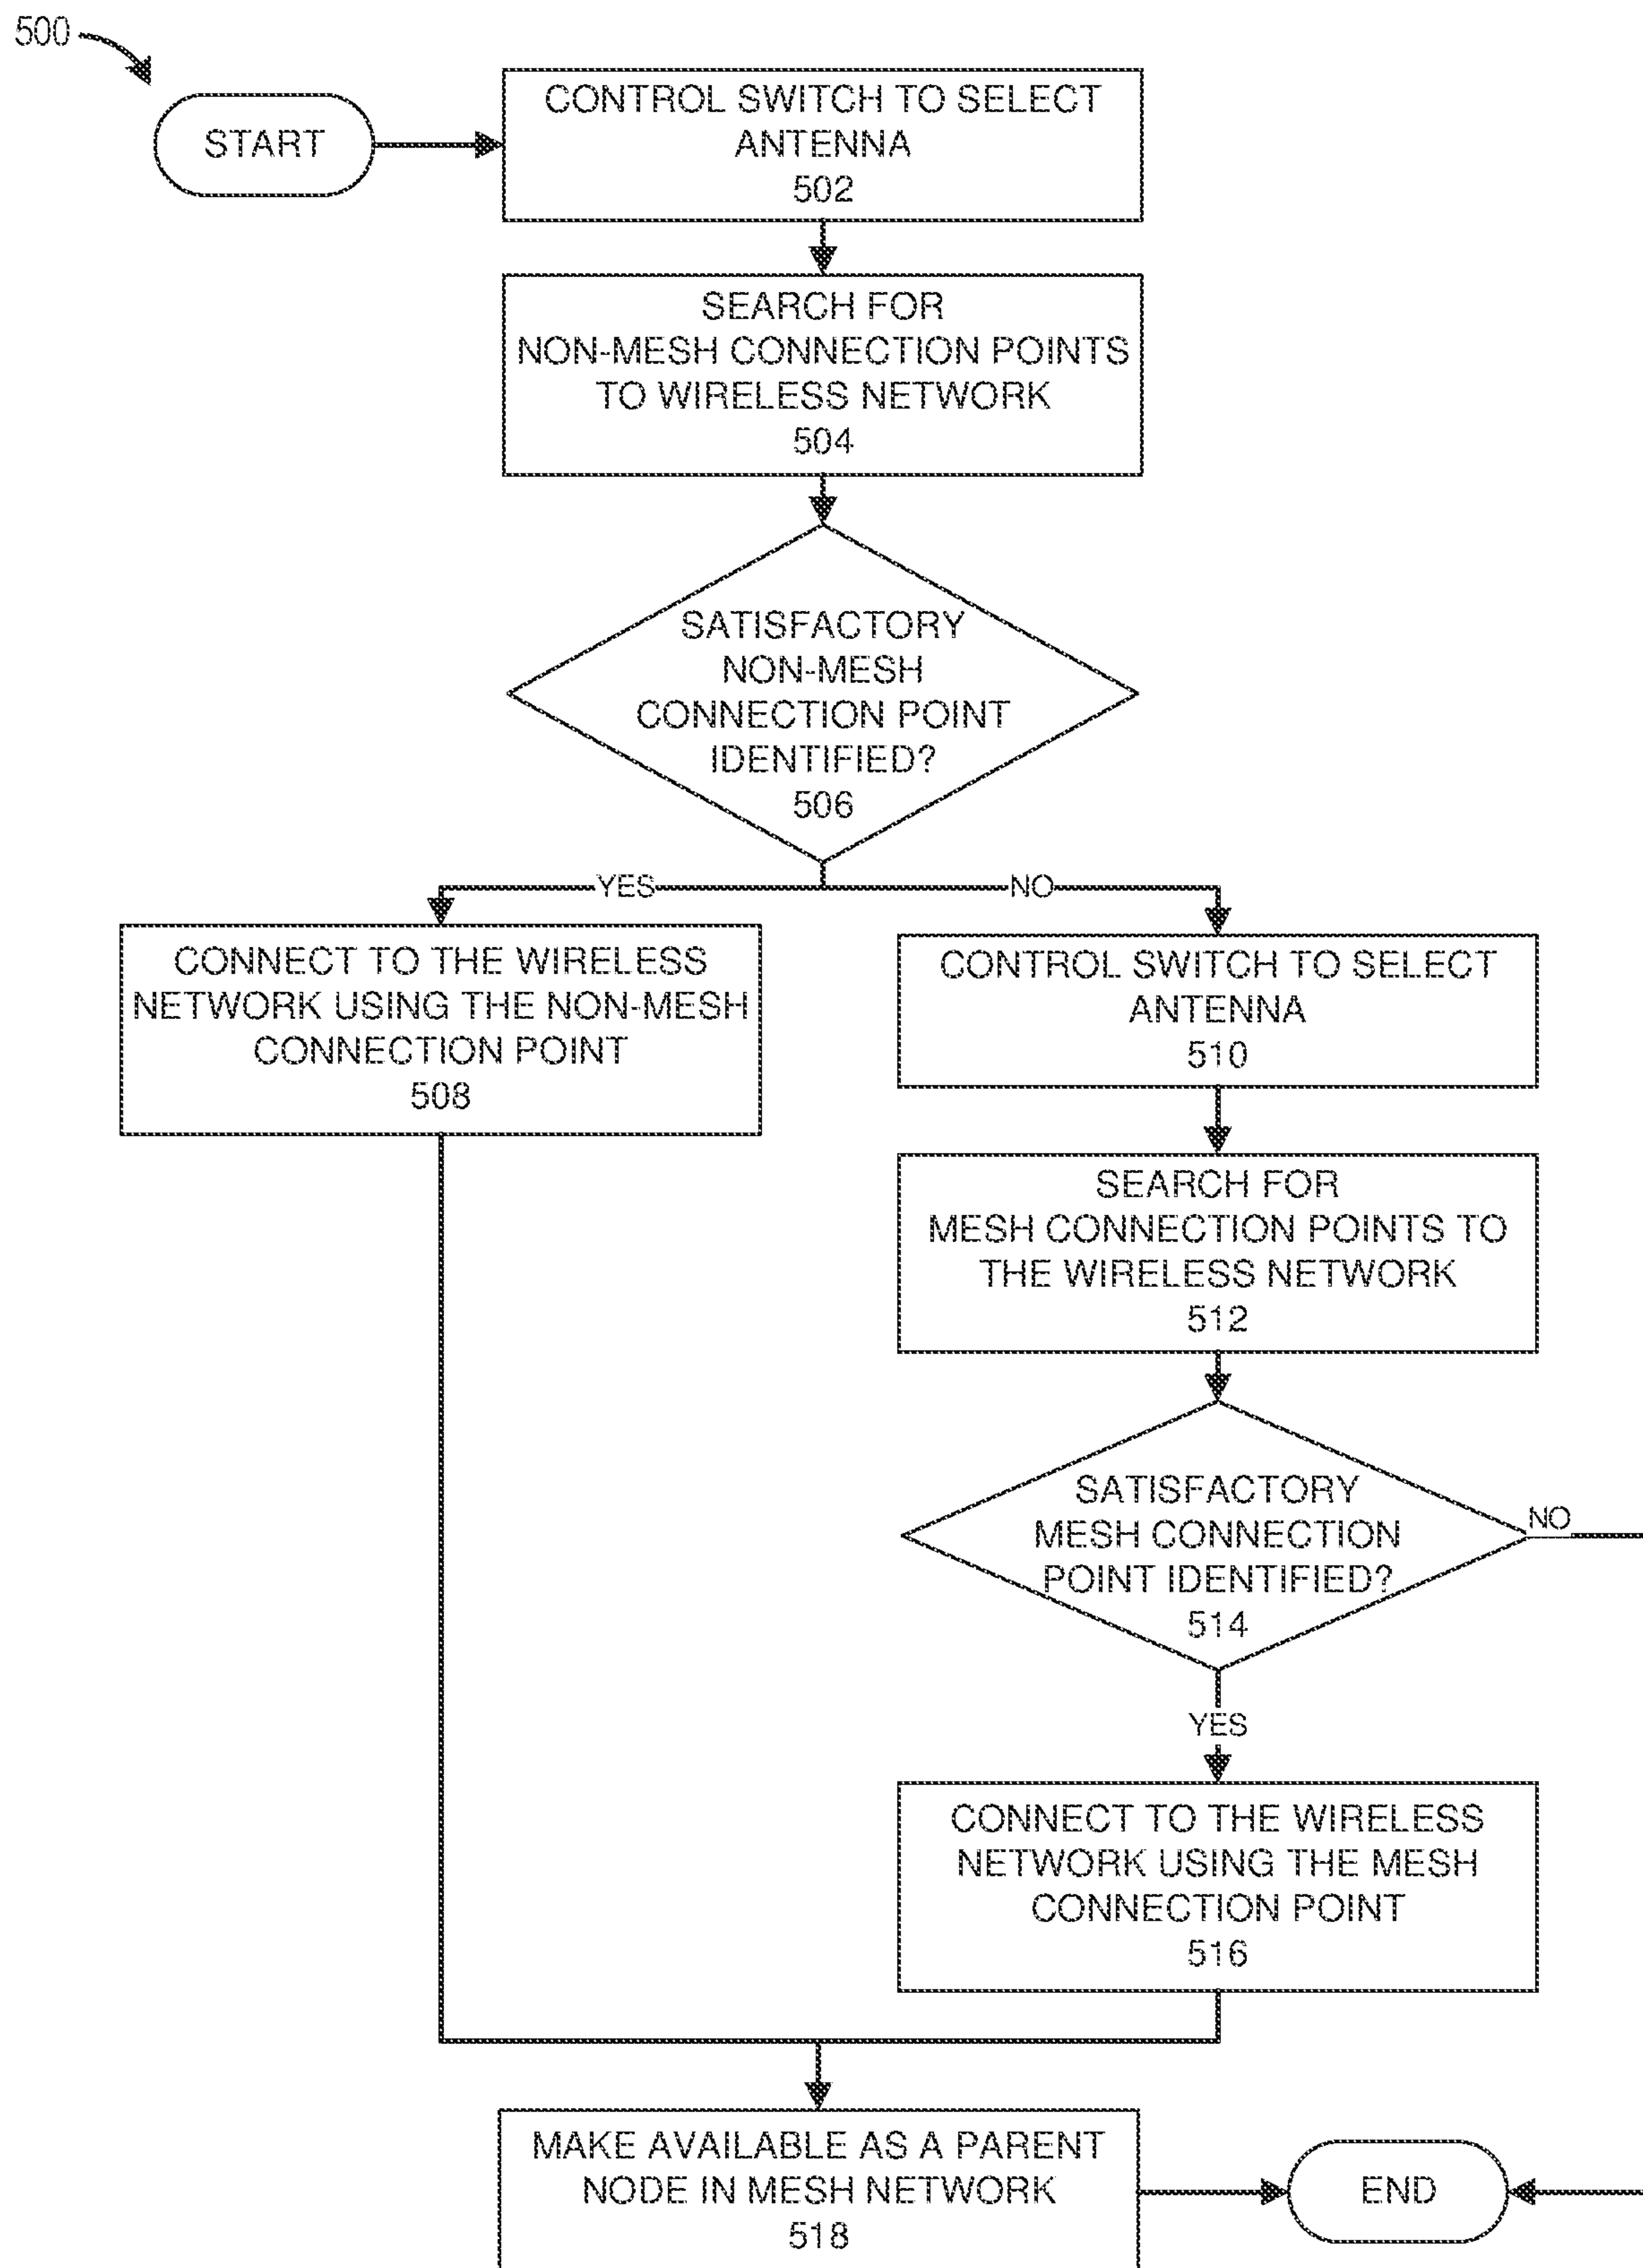 500
START
CONTROL SWITCH TO SELECT
ANTENNA
502
SEARCH FOR
NON-MESH CONNECTION POINTS
TO WIRELESS NETWORK
504
SATISFACTORY
NON-MESH
CONNECTION POINT
IDENTIFIED?
506
YES
NO
CONNECT TO THE WIRELESS
NETWORK USING THE NON-MESH
CONNECTION POINT
508
CONTROL SWITCH TO SELECT
ANTENNA
510
SEARCH FOR
MESH CONNECTION POINTS TO
THE WIRELESS NETWORK
512
SATISFACTORY
MESH CONNECTION
POINT IDENTIFIED?
514
NO
YES
CONNECT TO THE WIRELESS
NETWORK USING THE MESH
CONNECTION POINT
516
MAKE AVAILABLE AS A PARENT
NODE IN MESH NETWORK
518
END